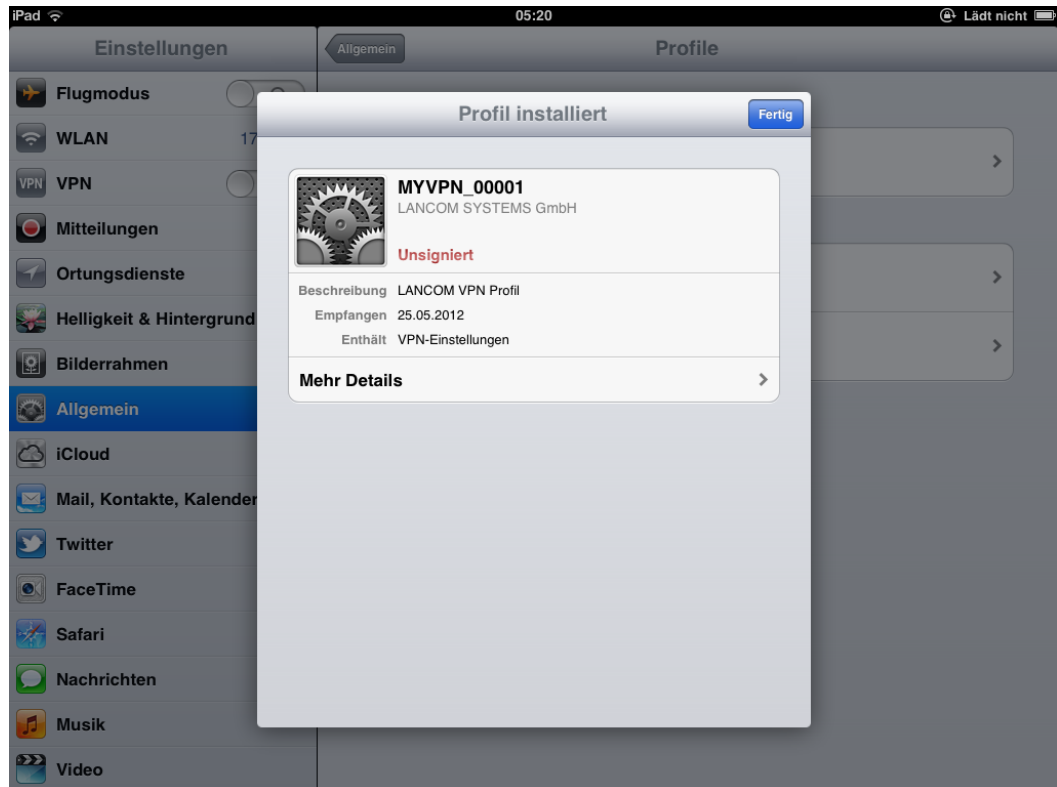 iPad
05:20
Lädt nicht
Einstellungen
Allgemein
Profile
Flugmodus
WLAN
17
VPN
VPN
Mitteilungen
Ortungsdienste
Helligkeit & Hintergrund
Bilderrahmen
Allgemein
iCloud
Mail, Kontakte, Kalender
Twitter
FaceTime
Safari
Nachrichten
Musik
Video
Profil installiert
Fertig
MYVPN_00001
LANCOM SYSTEMS GmbH
Unsigniert
Beschreibung LANCOM VPN Profil
Empfangen 25.05.2012
Enthält VPN-Einstellungen
Mehr Details